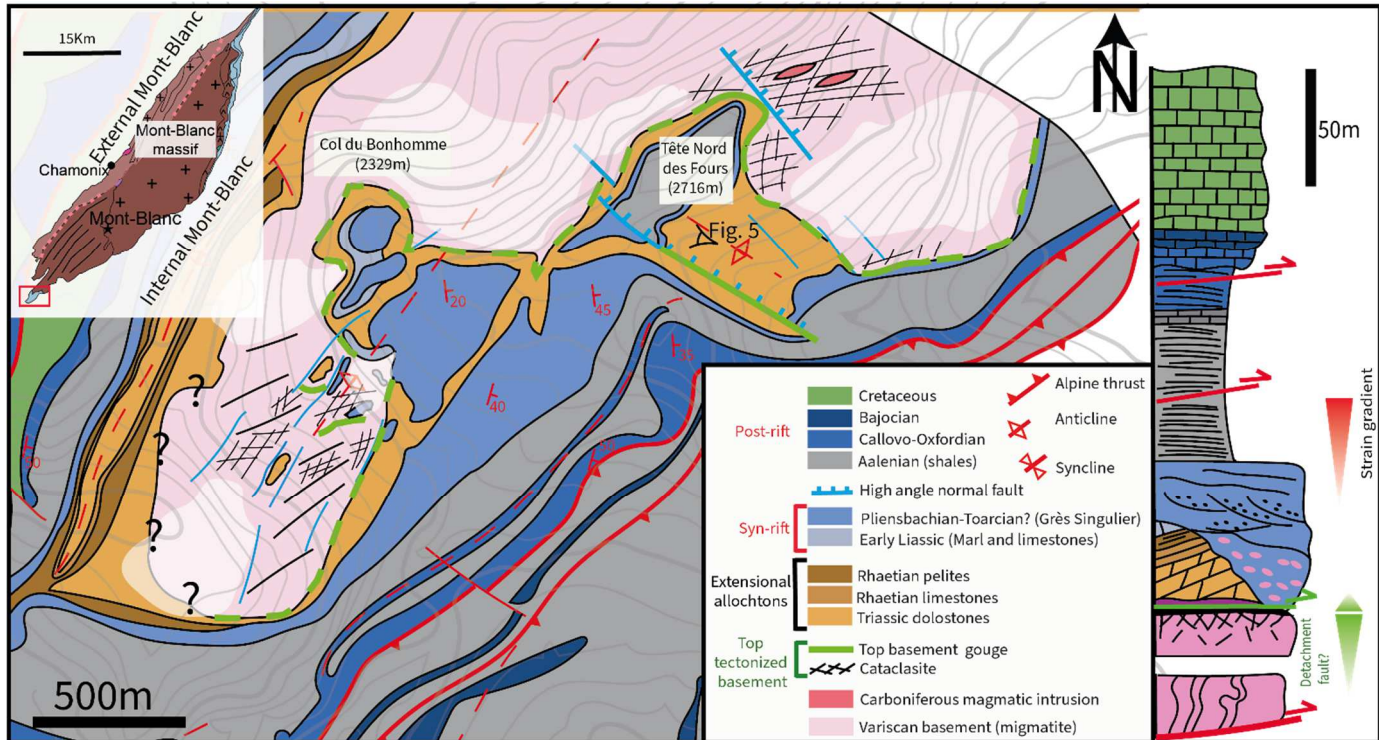 15Km
External Mont-Blanc
Mont-Blanc
massif
Chamonix
Mont-Blanc
Internal Mont-Blanc
Col du Bonhomme
(2329m)
Tête Nord
des Fours
(2716m)
Fig. 5
N
20
45
40
35
?
?
?
?
500m
Post-rift
Cretaceous
Bajocian
Callovo-Oxfordian
Aalenian (shales)
Alpine thrust
Anticline
Syncline
High angle normal fault
Syn-rift
Pliensbachian-Toarcian? (Grès Singulier)
Early Liassic (Marl and limestones)
Extensional
allochtons
Rhaetian pelites
Rhaetian limestones
Triassic dolostones
Top
tectonized
basement
Top basement gouge
Cataclasite
Carboniferous magmatic intrusion
Variscan basement (migmatite)
50m
Strain gradient
Detachment
fault?